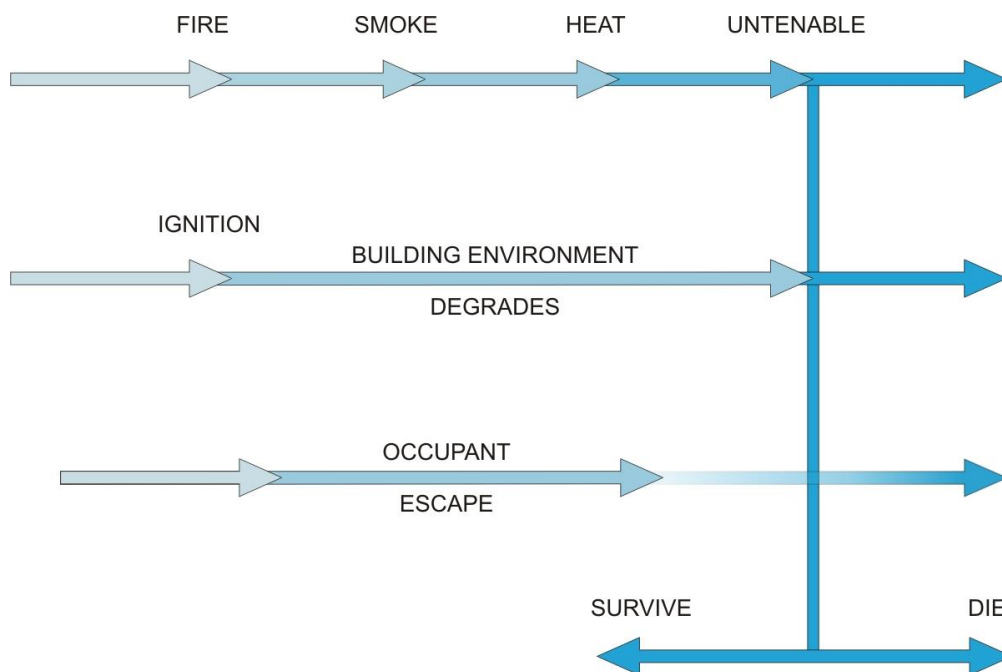 FIRE SMOKE HEAT UNTENABLE
IGNITION
BUILDING ENVIRONMENT
DEGRADES
OCCUPANT
ESCAPE
SURVIVE DIE